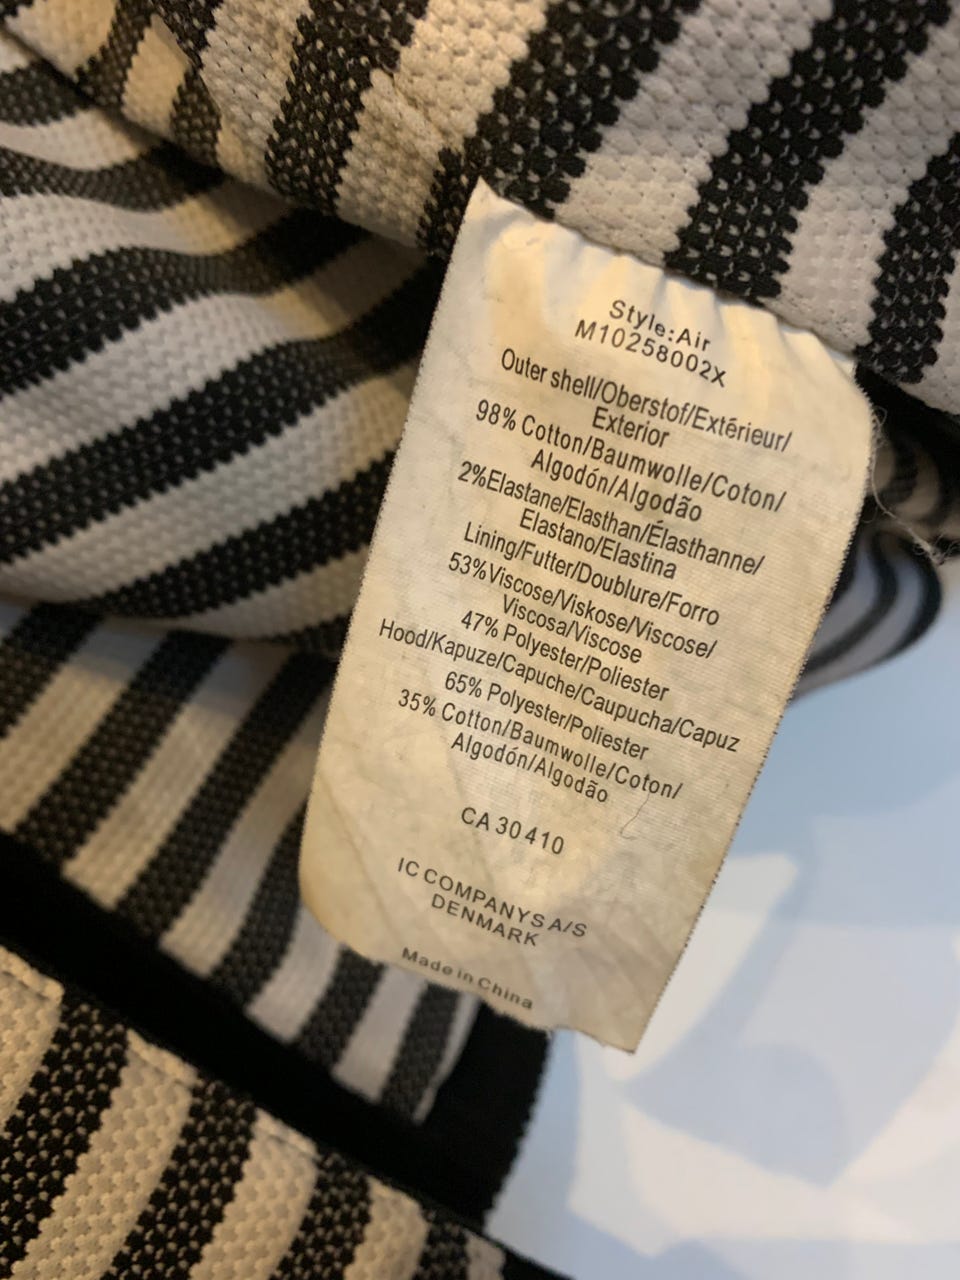 Style:Air
M10258002X
Outer shell/Oberstof/Extérieur/
Exterior
98% Cotton/Baumwolle/Coton/
Algodón/Algodão
2%Elastane/Elasthan/Élasthanne/
Elastano/Elastina
Lining/Futter/Doublure/Forro
53%Viscose/Viskose/Viscose/
Viscosa/Viscose
47% Polyester/Poliester
Hood/Kapuze/Capuche/Caupucha/Capuz
65% Polyester/Poliester
35% Cotton/Baumwolle/Coton/
Algodón/Algodão
CA 30410
IC COMPANYS A/S
DENMARK
Made in China